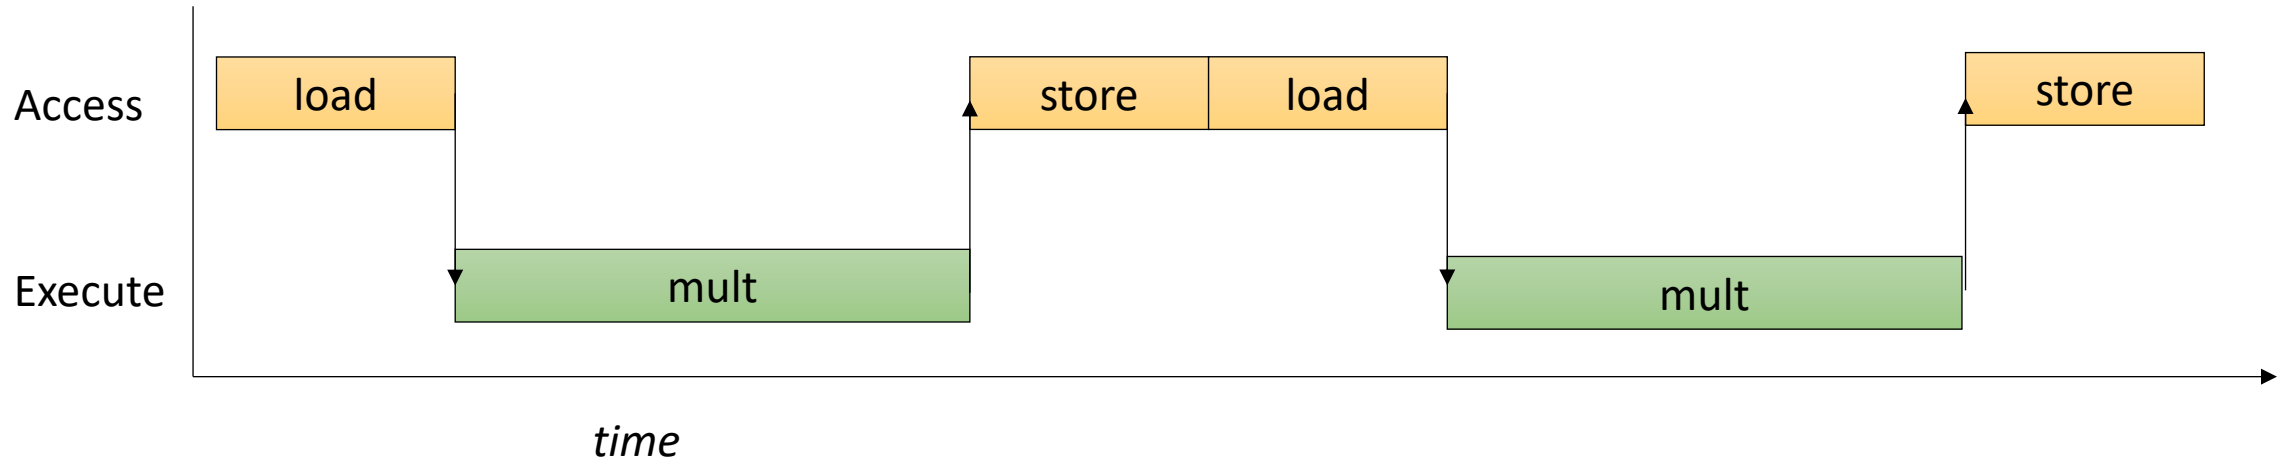 Access
load
store
load
store
Execute
mult
mult
time